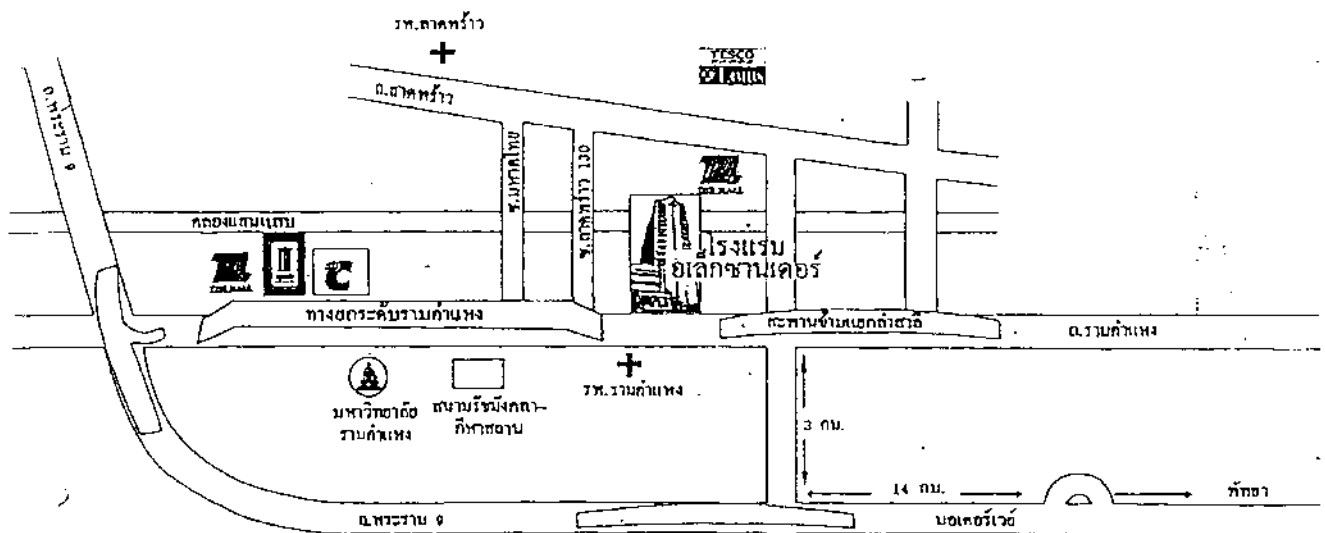 รพ.ลาดพร้าว
TESCO
Lotus
ถ.ลาดพร้าว
ถ.พระราม 9
ซ.มหาดไทย
ซ.ลาดพร้าว 130
THE MALL
คลองแสนแสบ
THE MALL
C
โรงแรม
อเล็กซานเดอร์
ทางยกระดับรามคำแหง
สะพานข้ามแยกลำสาลี
ถ.รามคำแหง
รพ.รามคำแหง
มหาวิทยาลัย
รามคำแหง
สนามรัชมังคลา-
กีฬาสถาน
3 กม.
14 กม.
พัทยา
ถ.พระราม 9
มอเตอร์เวย์